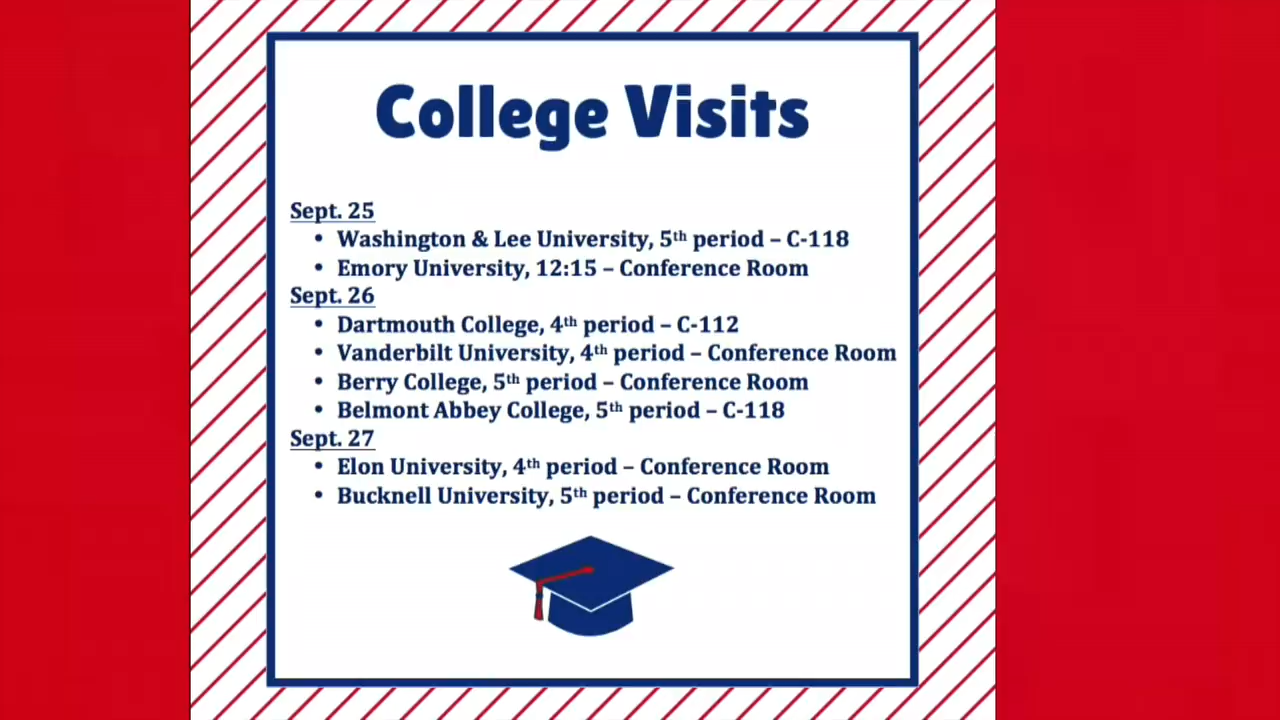 College Visits
Sept. 25
• Washington & Lee University, 5th period – C-118
• Emory University, 12:15 – Conference Room
Sept. 26
• Dartmouth College, 4th period – C-112
• Vanderbilt University, 4th period – Conference Room
• Berry College, 5th period – Conference Room
• Belmont Abbey College, 5th period – C-118
Sept. 27
• Elon University, 4th period – Conference Room
• Bucknell University, 5th period – Conference Room